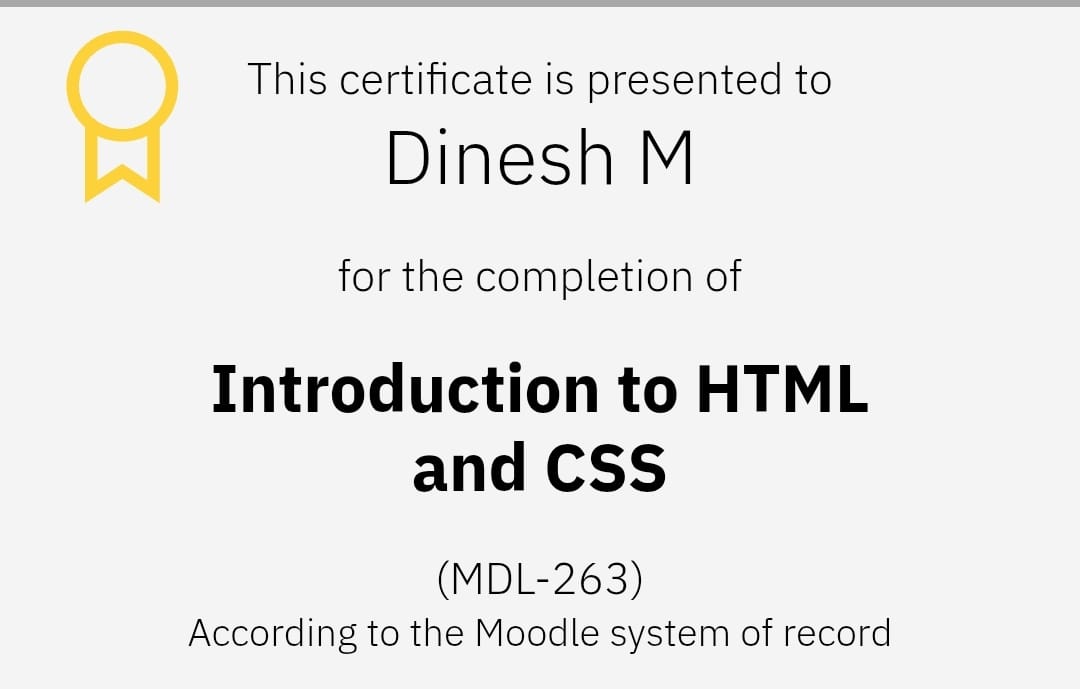 This certificate is presented to
Dinesh M
for the completion of
Introduction to HTML
and CSS
(MDL-263)
According to the Moodle system of record